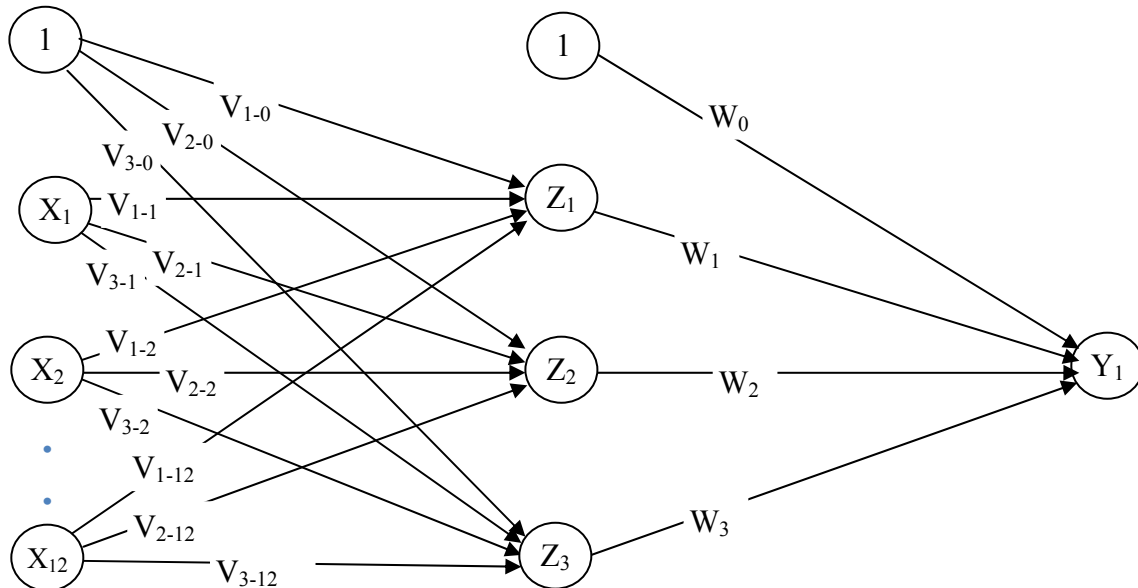 1 1
V₁₋₀ W₀
V₂₋₀
V₃₋₀
X₁ V₁₋₁ Z₁
V₂₋₁ W₁
V₃₋₁
V₁₋₂
X₂ V₂₋₂ Z₂ W₂ Y₁
V₃₋₂
V₁₋₁₂
V₂₋₁₂ W₃
X₁₂ V₃₋₁₂ Z₃